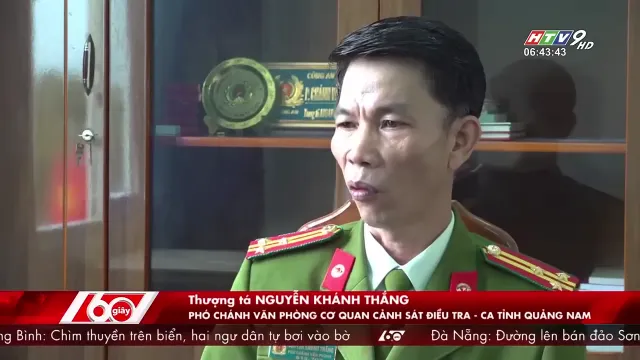 HTV9 HD
06:43:43
CÔNG AN
60 giây
Thượng tá NGUYỄN KHÁNH THẮNG
PHÓ CHÁNH VĂN PHÒNG CƠ QUAN CẢNH SÁT ĐIỀU TRA - CA TỈNH QUẢNG NAM
ng Bình: Chìm thuyền trên biển, hai ngư dân tự bơi vào bờ
Đà Nẵng: Đường lên bán đảo